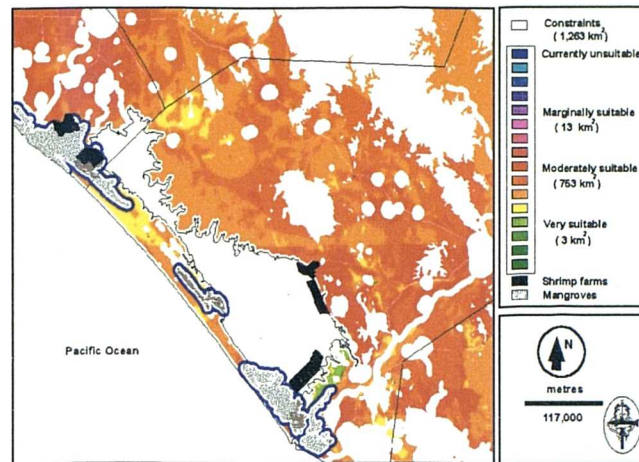 Constraints
( 1,263 km² )
Currently unsuitable
Marginally suitable
( 13 km² )
Moderately suitable
( 753 km² )
Very suitable
( 3 km² )
Shrimp farms
Mangroves
Pacific Ocean
N
metres
117,000